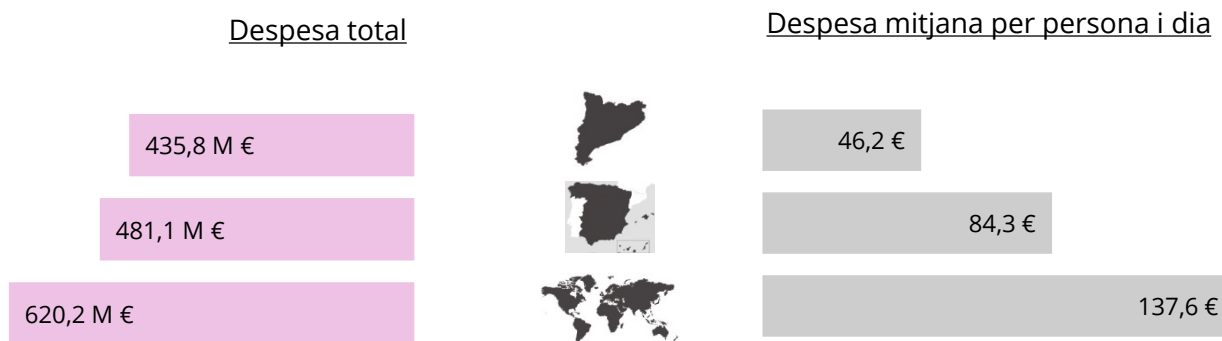 Despesa total
Despesa mitjana per persona i dia
435,8 M €
46,2 €
481,1 M €
84,3 €
620,2 M €
137,6 €